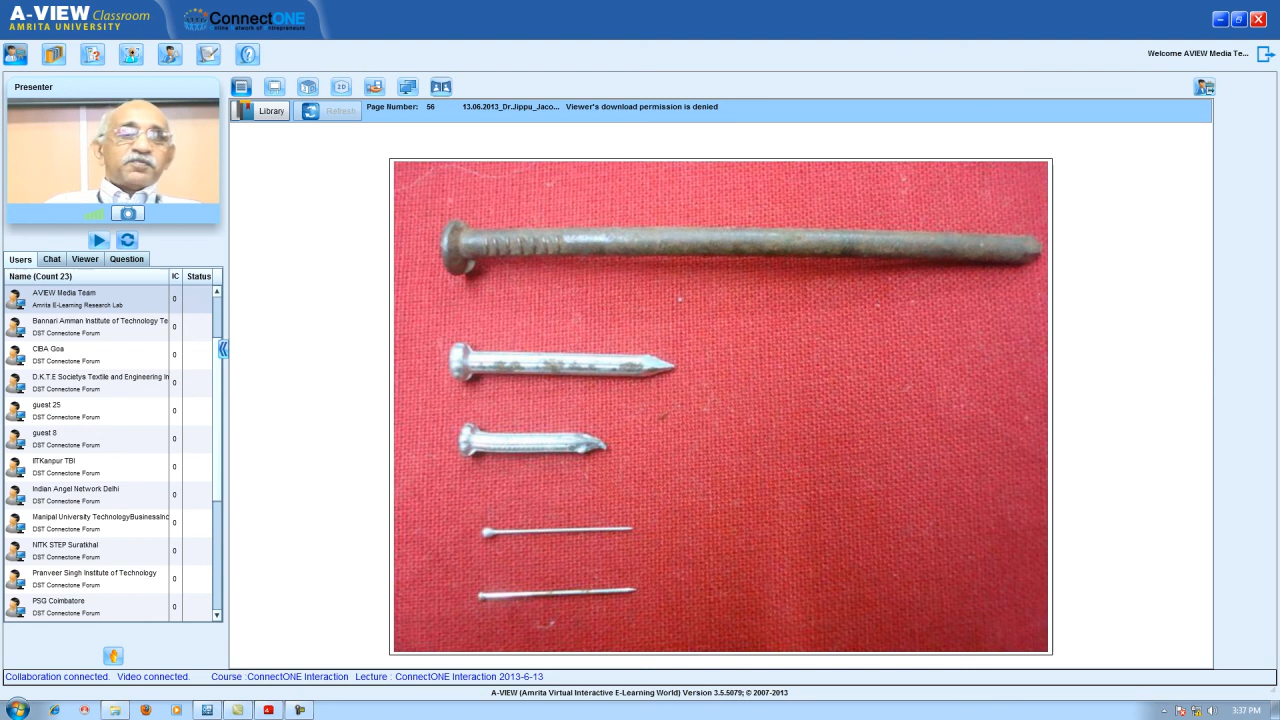 A-VIEW Classroom
AMRITA UNIVERSITY
ConnectONE
Welcome AVIEW Media Te...
Presenter
Library
Refresh
Page Number: 56 13.06.2013_Dr.Jippu_Jaco... Viewer's download permission is denied
Users Chat Viewer Question
Name (Count 23) IC Status
AVIEW Media Team
Amrita E-Learning Research Lab
0
Bannari Amman Institute of Technology Te
DST Connectone Forum
0
CIBA Goa
DST Connectone Forum
0
D.K.T.E Societys Textile and Engineering In
DST Connectone Forum
0
guest 25
DST Connectone Forum
0
guest 8
DST Connectone Forum
0
IITKanpur TBI
DST Connectone Forum
0
Indian Angel Network Delhi
DST Connectone Forum
0
Manipal University TechnologyBusinessInc
DST Connectone Forum
0
NITK STEP Suratkhal
DST Connectone Forum
0
Pranveer Singh Institute of Technology
DST Connectone Forum
0
PSG Coimbatore
DST Connectone Forum
0
Collaboration connected. Video connected. Course :ConnectONE Interaction Lecture : ConnectONE Interaction 2013-6-13
A-VIEW (Amrita Virtual Interactive E-Learning World) Version 3.5.5079; © 2007-2013
3:37 PM